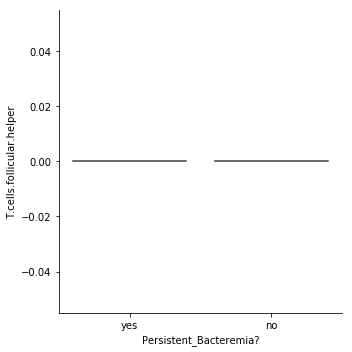 0.04
0.02
0.00
−0.02
−0.04
T.cells.follicular.helper
yes
no
Persistent_Bacteremia?